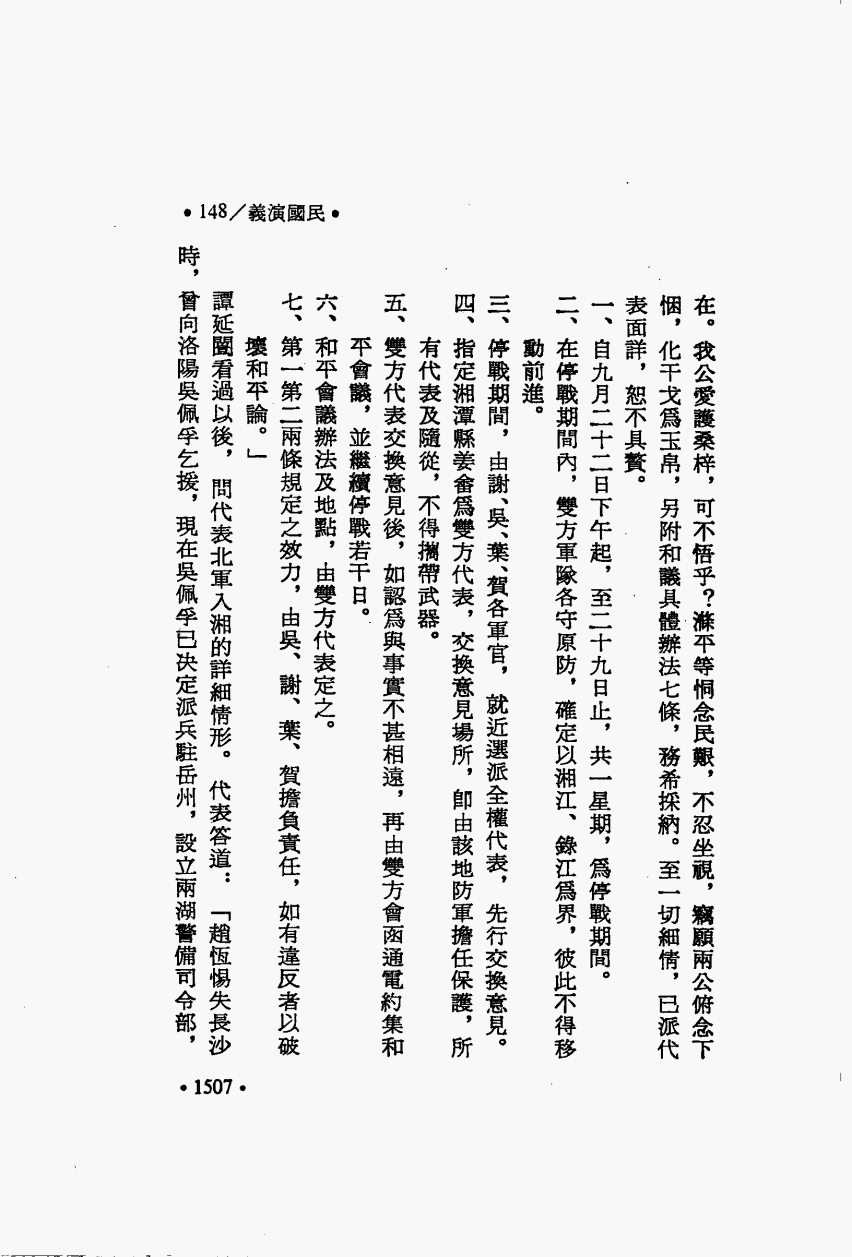 •148／義演國民•
在。我公愛護桑梓，可不悟乎？滌平等恫念民艱，不忍坐視，竊願兩公俯念下
悃，化干戈爲玉帛，另附和議具體辦法七條，務希採納。至一切細情，已派代
表面詳，恕不具贅。
一、自九月二十二日下午起，至二十九日止，共一星期，爲停戰期間。
二、在停戰期間內，雙方軍隊各守原防，確定以湘江、錄江爲界，彼此不得移
動前進。
三、停戰期間，由謝、吳、葉、賀各軍官，就近選派全權代表，先行交換意見。
四、指定湘潭縣姜畬爲雙方代表，交換意見場所，卽由該地防軍擔任保護，所
有代表及隨從，不得攜帶武器。
五、雙方代表交換意見後，如認爲與事實不甚相遠，再由雙方會函通電約集和
平會議，並繼續停戰若干日。
六、和平會議辦法及地點，由雙方代表定之。
七、第一第二兩條規定之效力，由吳、謝、葉、賀擔負責任，如有違反者以破
壞和平論。」
譚延闓看過以後，問代表北軍入湘的詳細情形。代表答道：「趙恆惕失長沙
時，曾向洛陽吳佩孚乞援，現在吳佩孚已決定派兵駐岳州，設立兩湖警備司令部，
•1507•